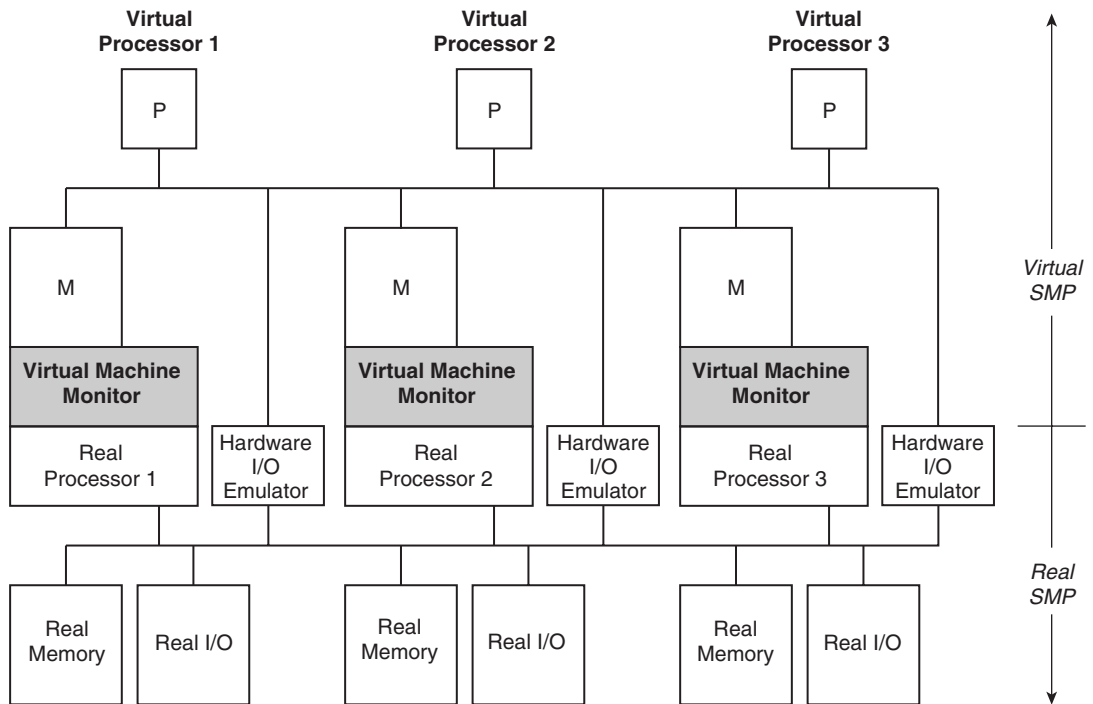 Virtual
Processor 1
Virtual
Processor 2
Virtual
Processor 3
P
P
P
M
M
M
Virtual
SMP
Virtual Machine
Monitor
Virtual Machine
Monitor
Virtual Machine
Monitor
Real
Processor 1
Hardware
I/O
Emulator
Real
Processor 2
Hardware
I/O
Emulator
Real
Processor 3
Hardware
I/O
Emulator
Real
SMP
Real
Memory
Real I/O
Real
Memory
Real I/O
Real
Memory
Real I/O